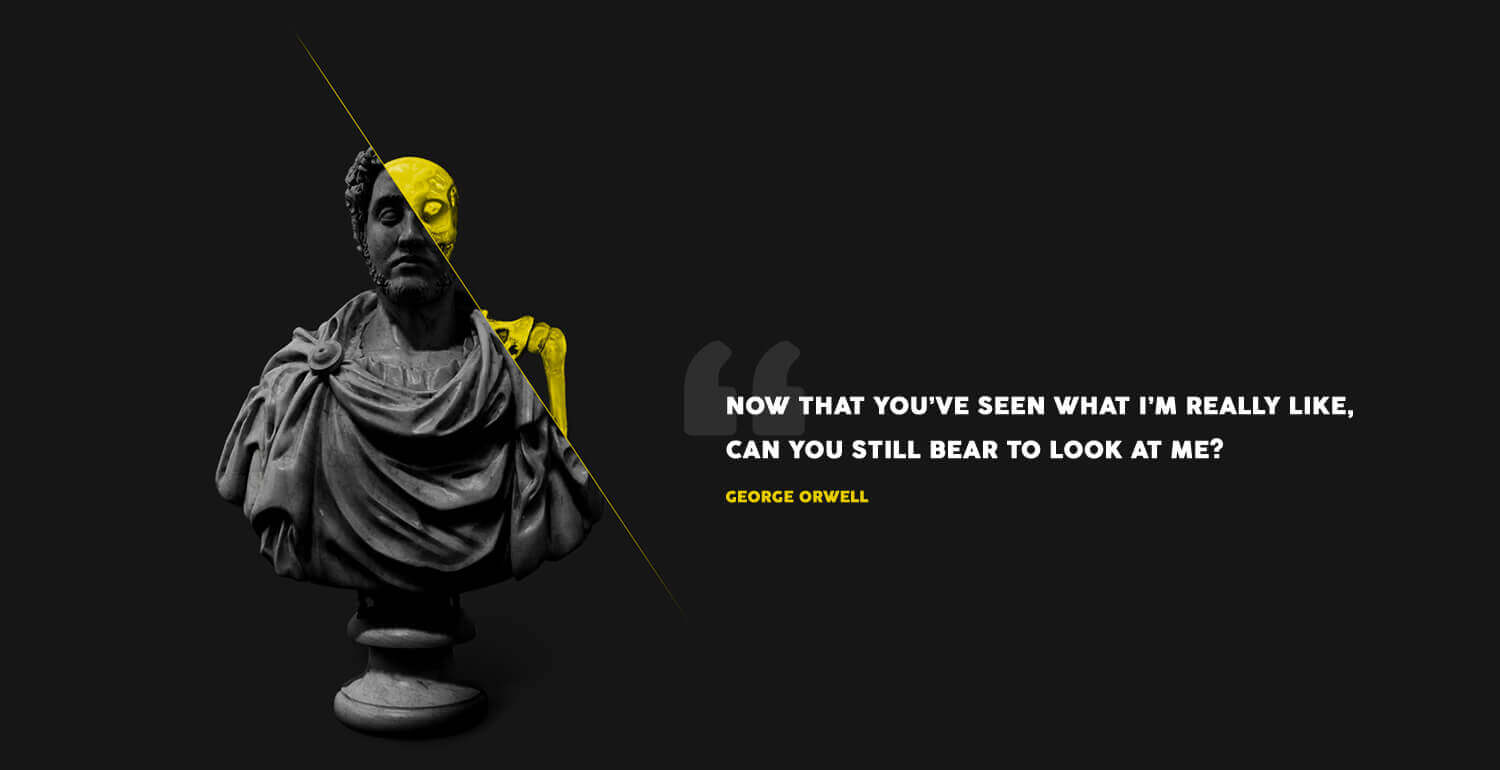 “
NOW THAT YOU’VE SEEN WHAT I’M REALLY LIKE,
CAN YOU STILL BEAR TO LOOK AT ME?
GEORGE ORWELL